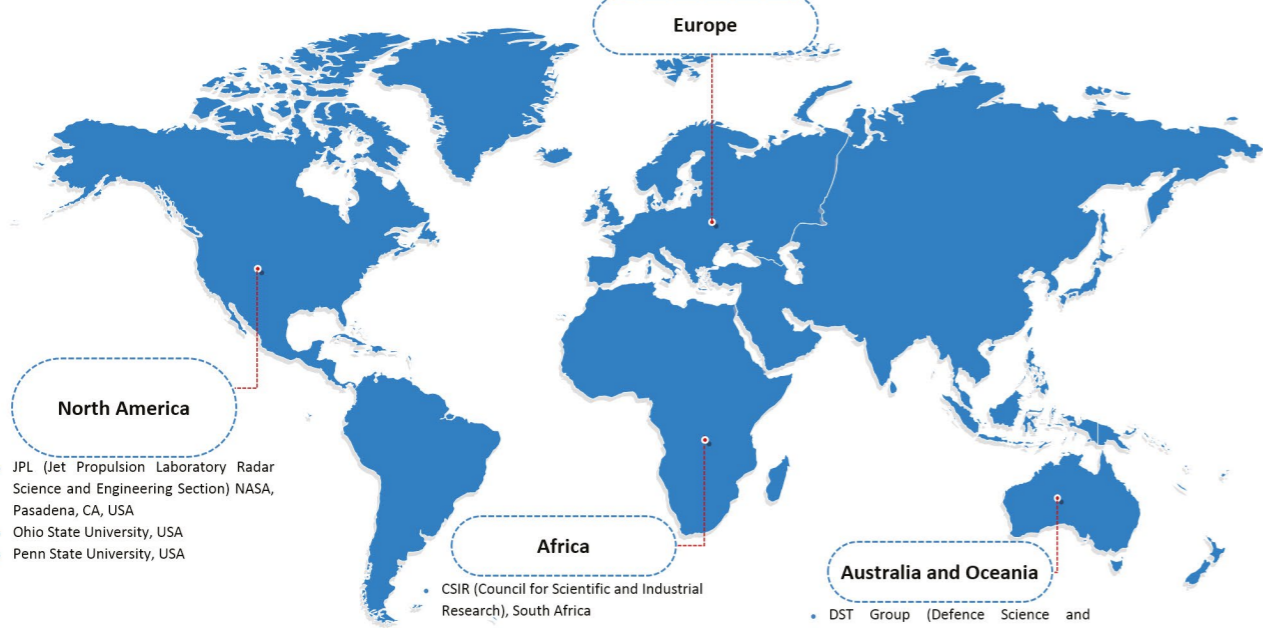 Europe
North America
JPL (Jet Propulsion Laboratory Radar
Science and Engineering Section) NASA,
Pasadena, CA, USA
Ohio State University, USA
Penn State University, USA
Africa
• CSIR (Council for Scientific and Industrial
Research), South Africa
Australia and Oceania
• DST Group (Defence Science and